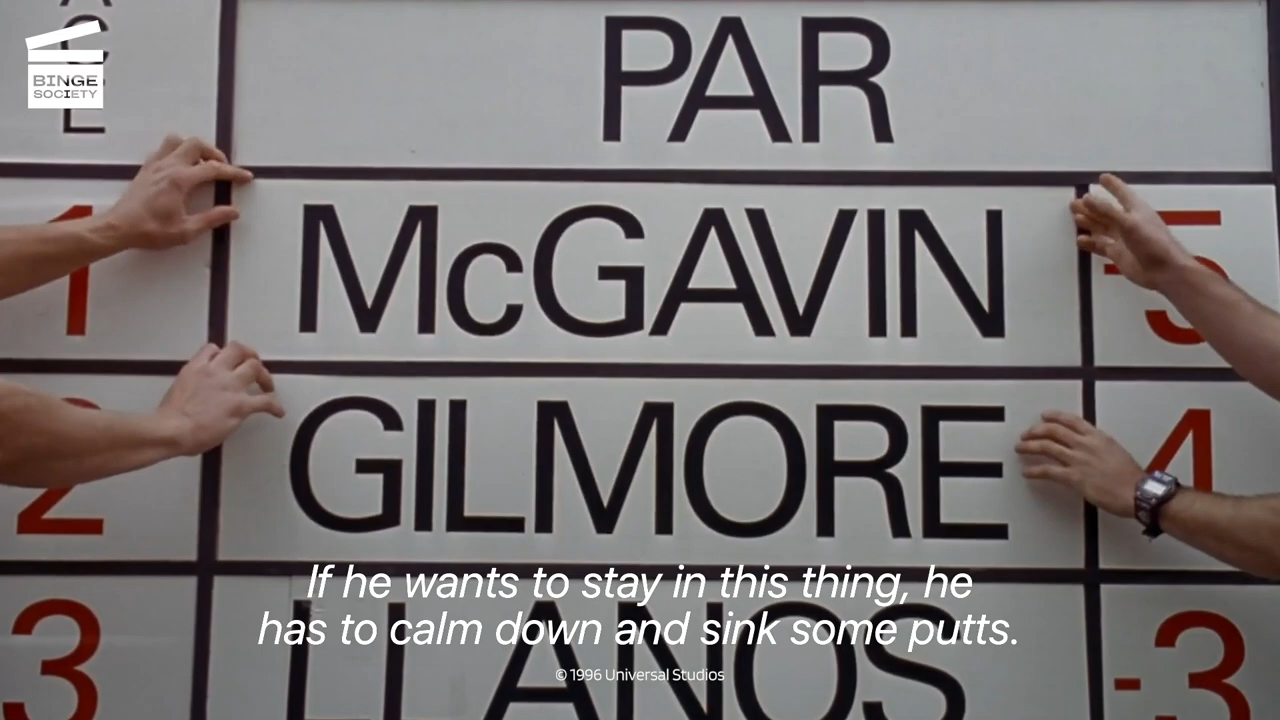 BINGE
SOCIETY
PAR
1 McGAVIN -5
2 GILMORE 4
3 LLANOS -3
If he wants to stay in this thing, he
has to calm down and sink some putts.
© 1996 Universal Studios